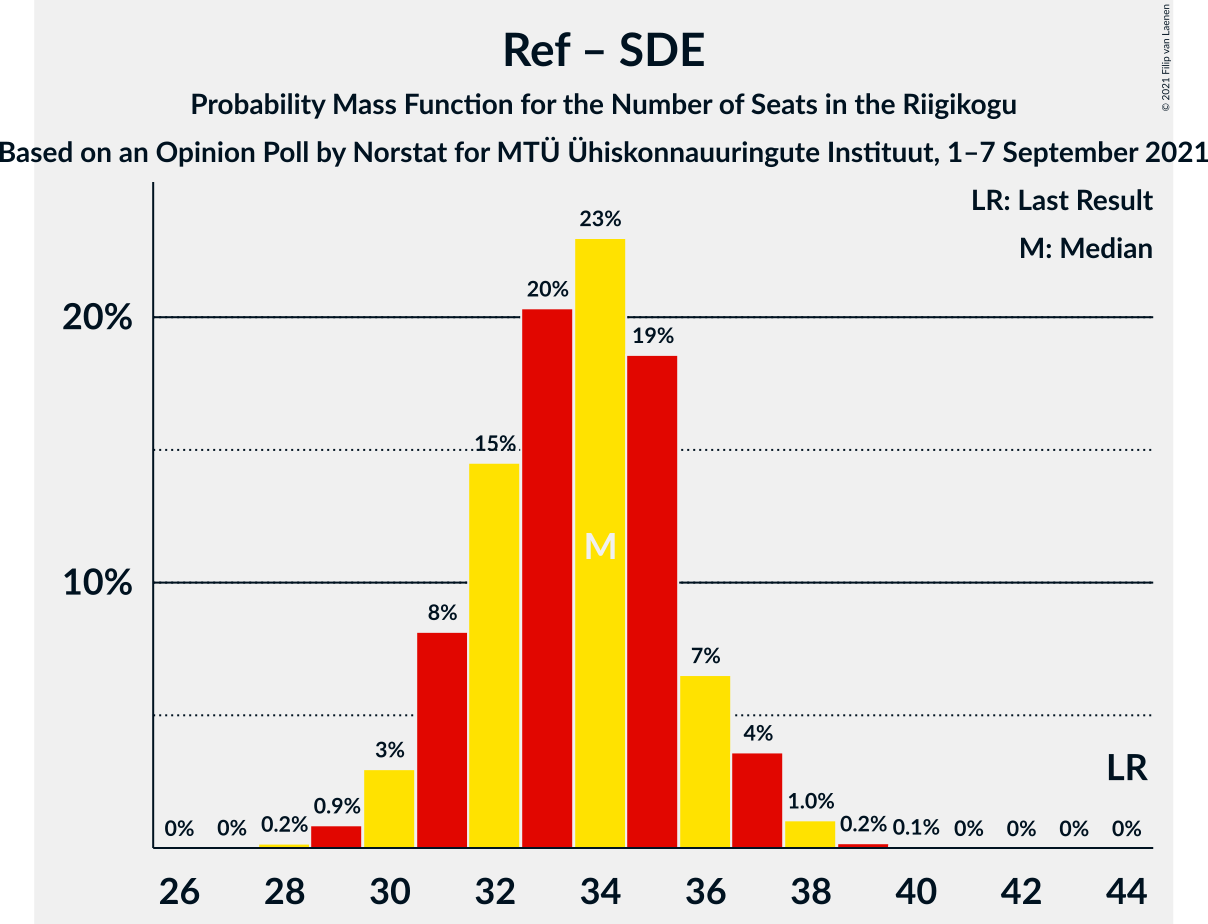 Ref – SDE
Probability Mass Function for the Number of Seats in the Riigikogu
Based on an Opinion Poll by Norstat for MTÜ Ühiskonnauuringute Instituut, 1–7 September 2021
© 2021 Filip van Laenen
LR: Last Result
M: Median
23%
20%
20%
19%
15%
M
10%
8%
7%
4%
3%
LR
0% 0% 0.2% 0.9% 1.0% 0.2% 0.1% 0% 0% 0% 0%
26 28 30 32 34 36 38 40 42 44